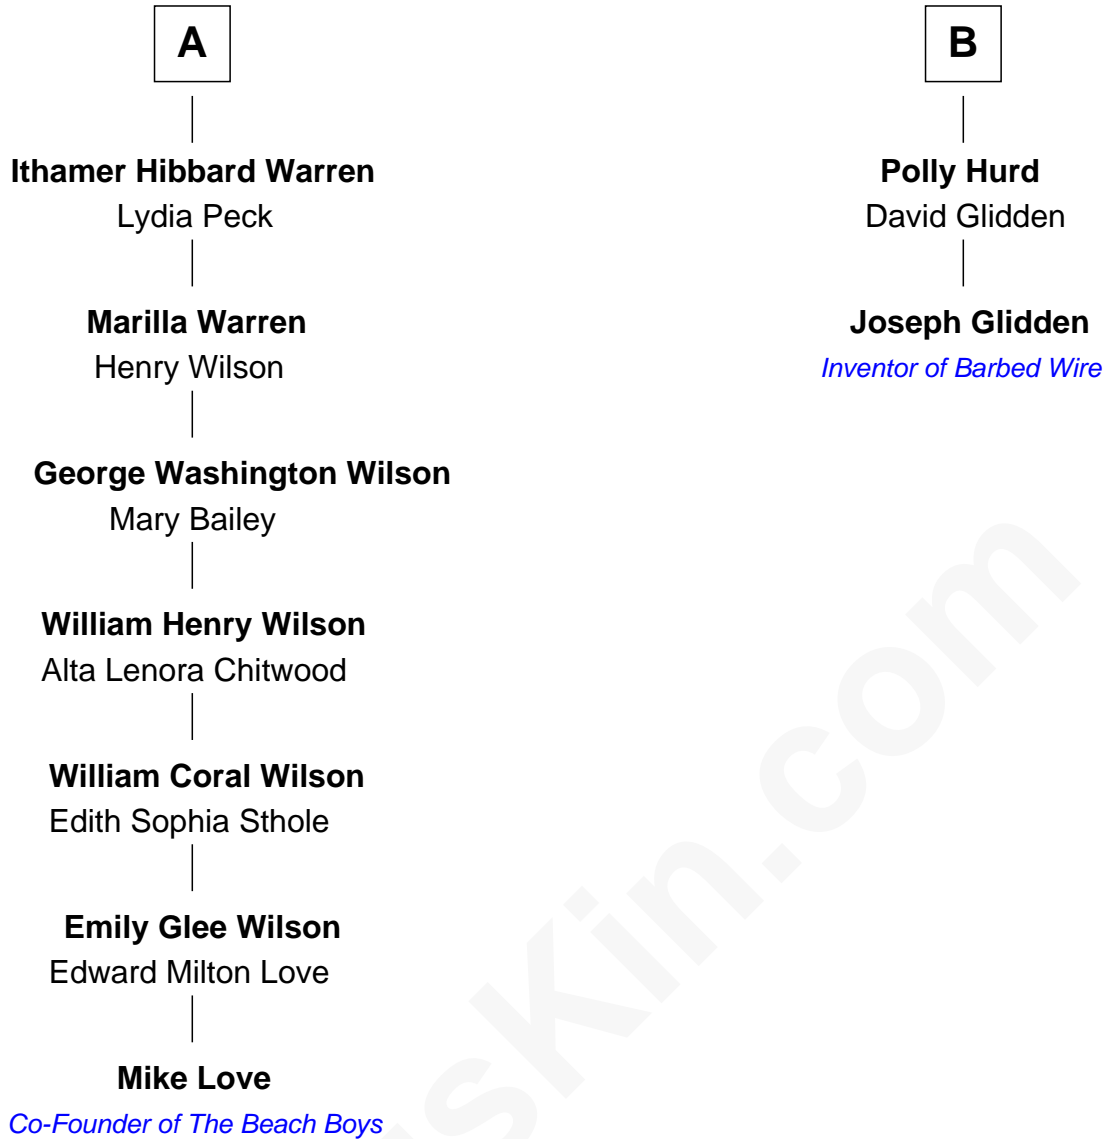 A
Ithamer Hibbard Warren
Lydia Peck
Marilla Warren
Henry Wilson
George Washington Wilson
Mary Bailey
William Henry Wilson
Alta Lenora Chitwood
William Coral Wilson
Edith Sophia Sthole
Emily Glee Wilson
Edward Milton Love
Mike Love
Co-Founder of The Beach Boys
B
Polly Hurd
David Glidden
Joseph Glidden
Inventor of Barbed Wire